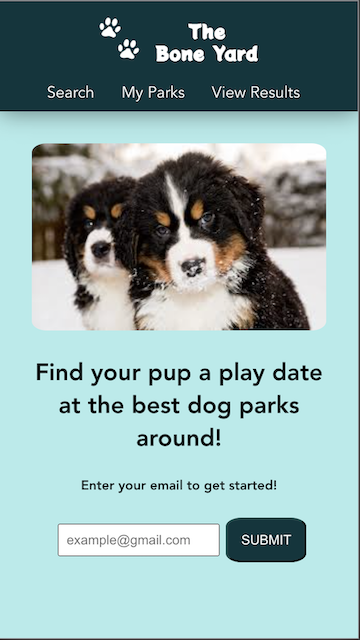 The
Bone Yard
Search My Parks View Results
Find your pup a play date
at the best dog parks
around!
Enter your email to get started!
example@gmail.com SUBMIT